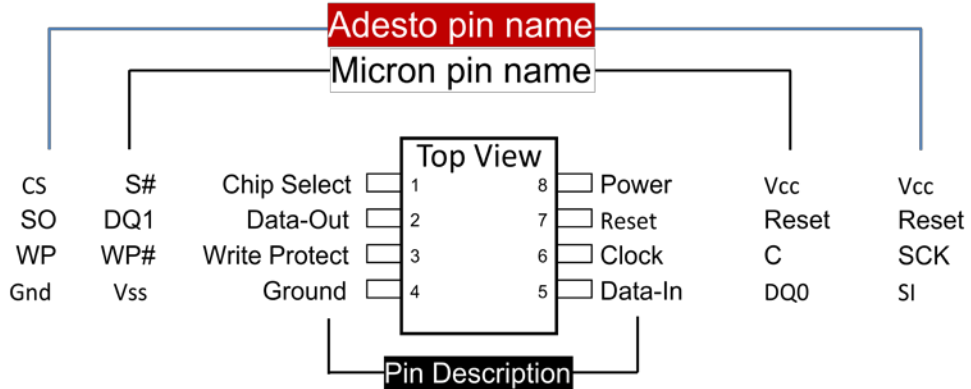 Adesto pin name
Micron pin name
Top View
CS S# Chip Select 1 8 Power Vcc Vcc
SO DQ1 Data-Out 2 7 Reset Reset Reset
WP WP# Write Protect 3 6 Clock C SCK
Gnd Vss Ground 4 5 Data-In DQ0 SI
Pin Description